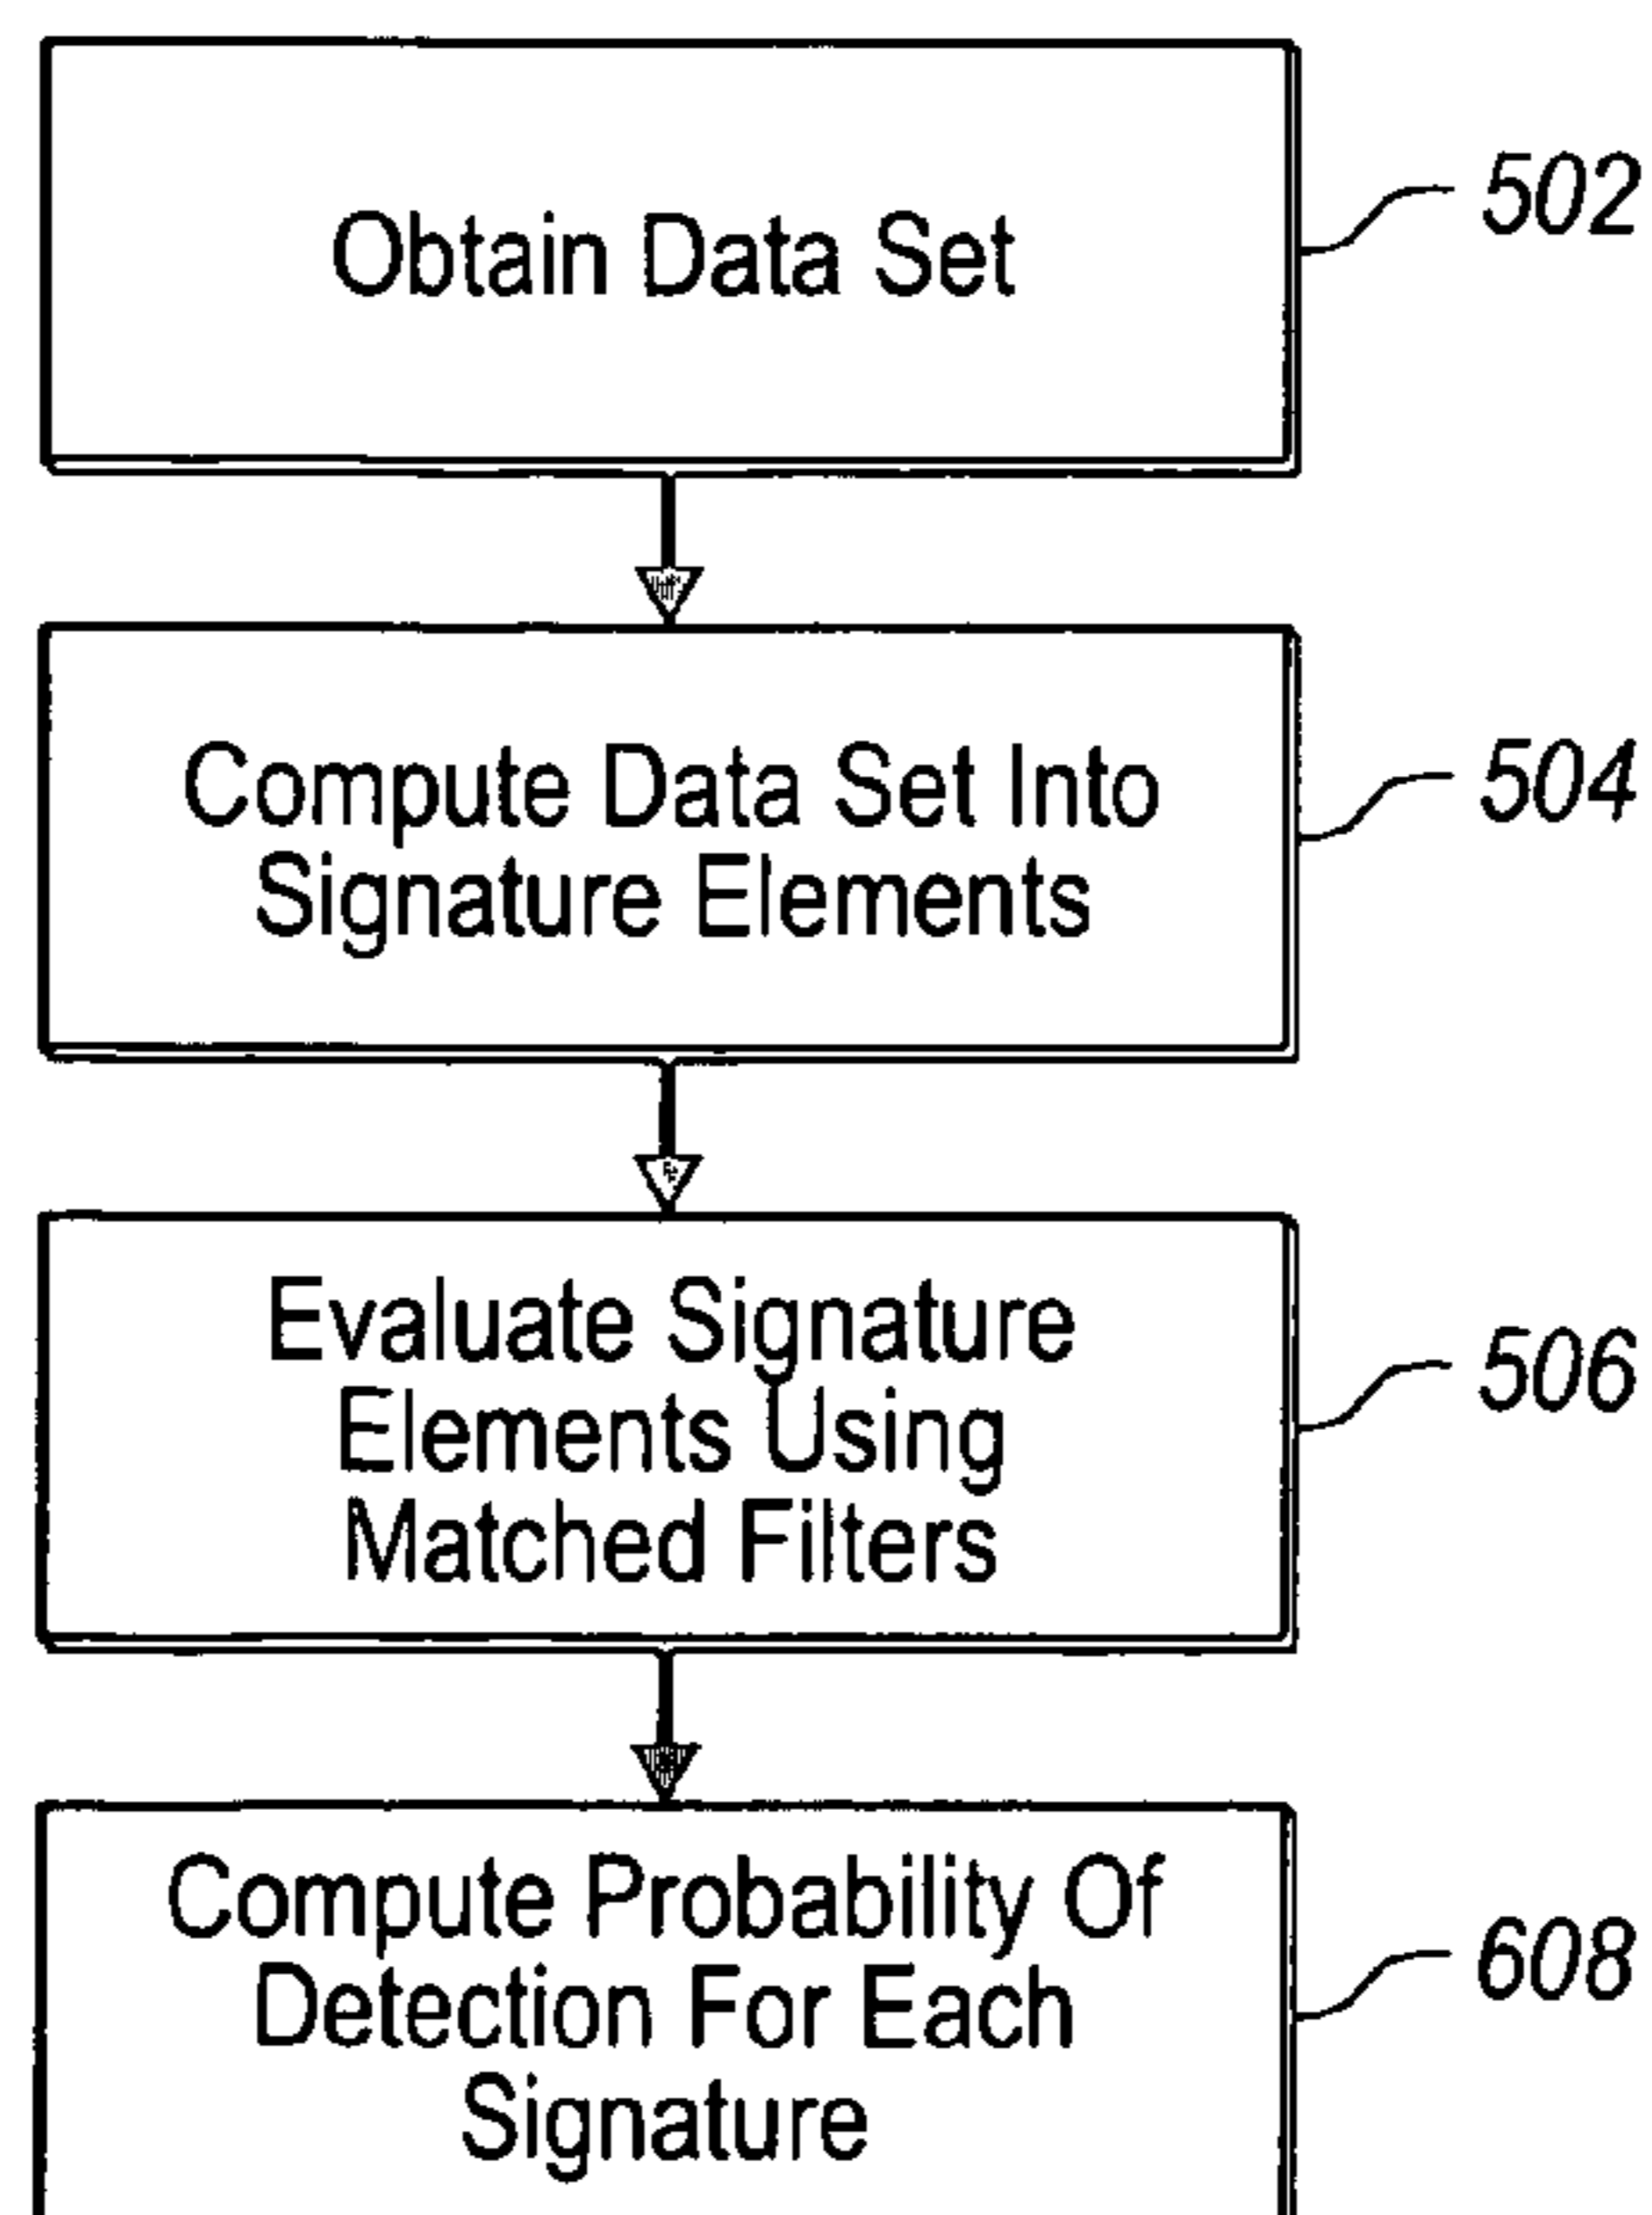 Obtain Data Set
502
Compute Data Set Into
Signature Elements
504
Evaluate Signature
Elements Using
Matched Filters
506
Compute Probability Of
Detection For Each
Signature
608